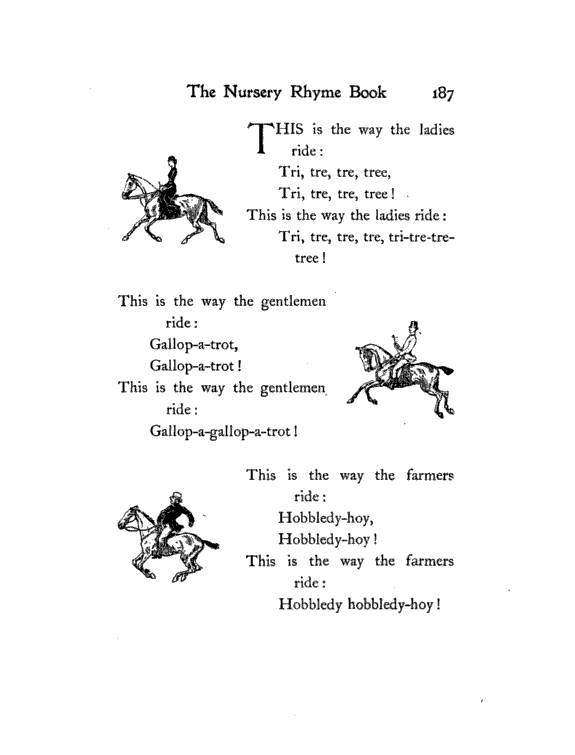 The Nursery Rhyme Book 187
THIS is the way the ladies
ride :
Tri, tre, tre, tree,
Tri, tre, tre, tree !
This is the way the ladies ride :
Tri, tre, tre, tre, tri-tre-tre-
tree !
This is the way the gentlemen
ride :
Gallop-a-trot,
Gallop-a-trot !
This is the way the gentlemen
ride :
Gallop-a-gallop-a-trot !
This is the way the farmers
ride :
Hobbledy-hoy,
Hobbledy-hoy !
This is the way the farmers
ride :
Hobbledy hobbledy-hoy !